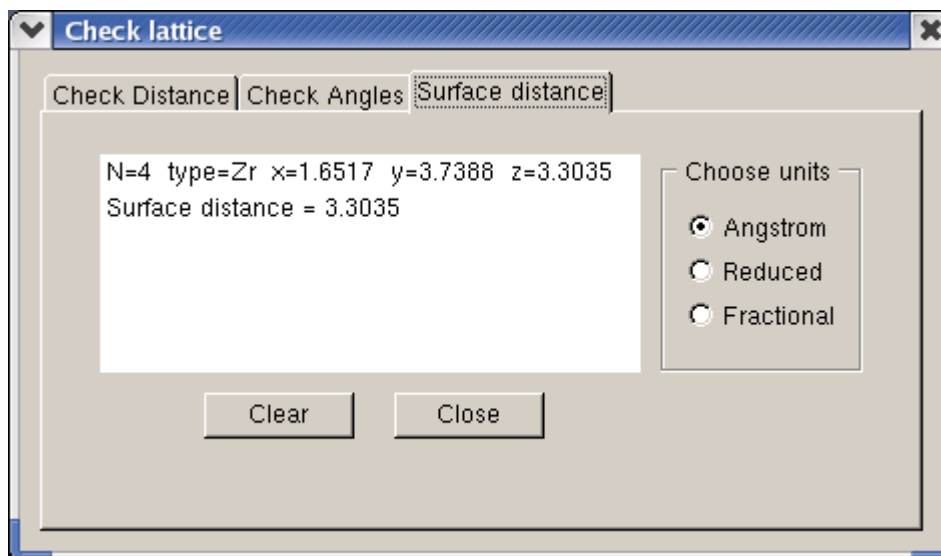 Check lattice
Check Distance Check Angles Surface distance
N=4 type=Zr x=1.6517 y=3.7388 z=3.3035
Surface distance = 3.3035
Choose units
Angstrom
Reduced
Fractional
Clear Close